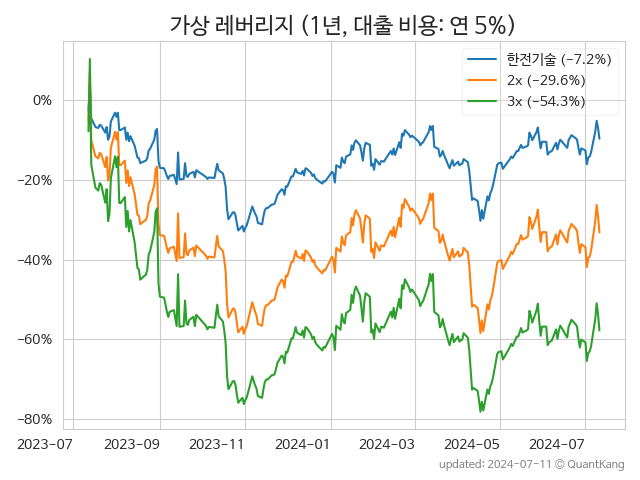 가상 레버리지 (1년, 대출 비용: 연 5%)
한전기술 (−7.2%)
2x (−29.6%)
3x (−54.3%)
0%
−20%
−40%
−60%
−80%
2023-07 2023-09 2023-11 2024-01 2024-03 2024-05 2024-07
updated: 2024-07-11 © QuantKang